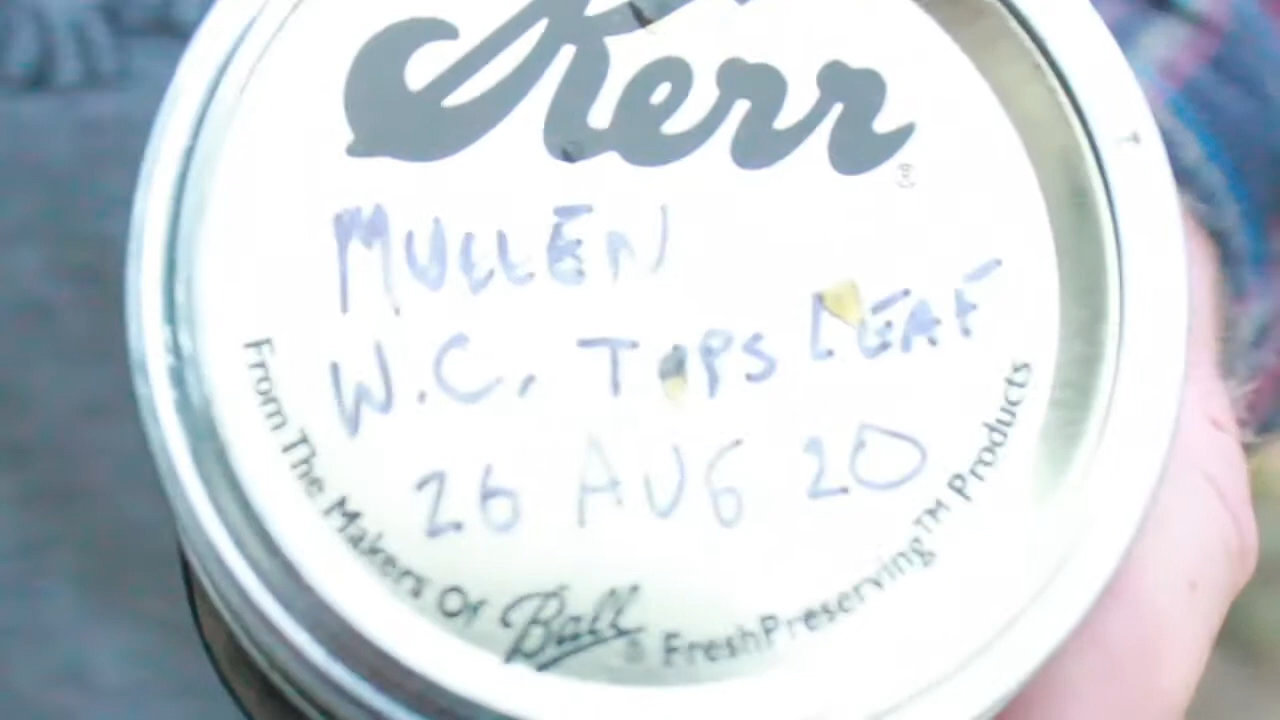 Kerr®
MULLEN
W.C. TOPS LEAF
26 AUG 20
From The Makers Of Ball® FreshPreserving™ Products